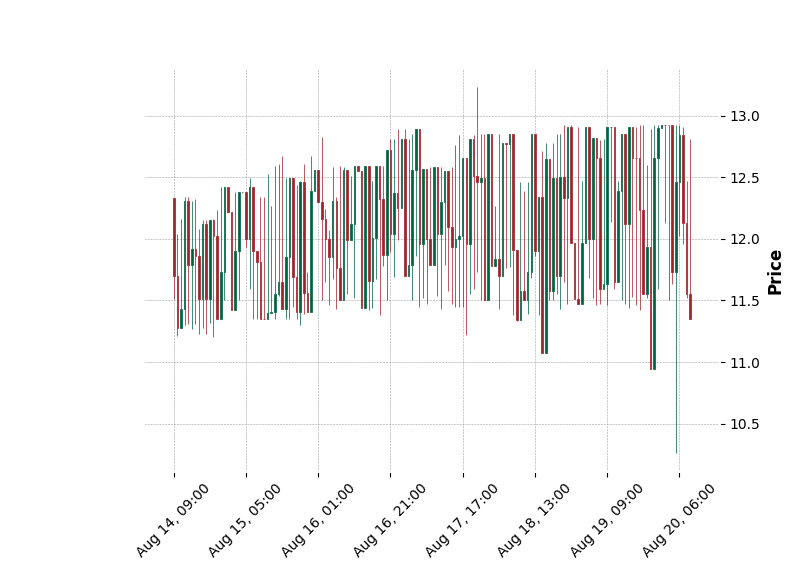 13.0
12.5
12.0
11.5
11.0
10.5
Price
Aug 14, 09:00
Aug 15, 05:00
Aug 16, 01:00
Aug 16, 21:00
Aug 17, 17:00
Aug 18, 13:00
Aug 19, 09:00
Aug 20, 06:00